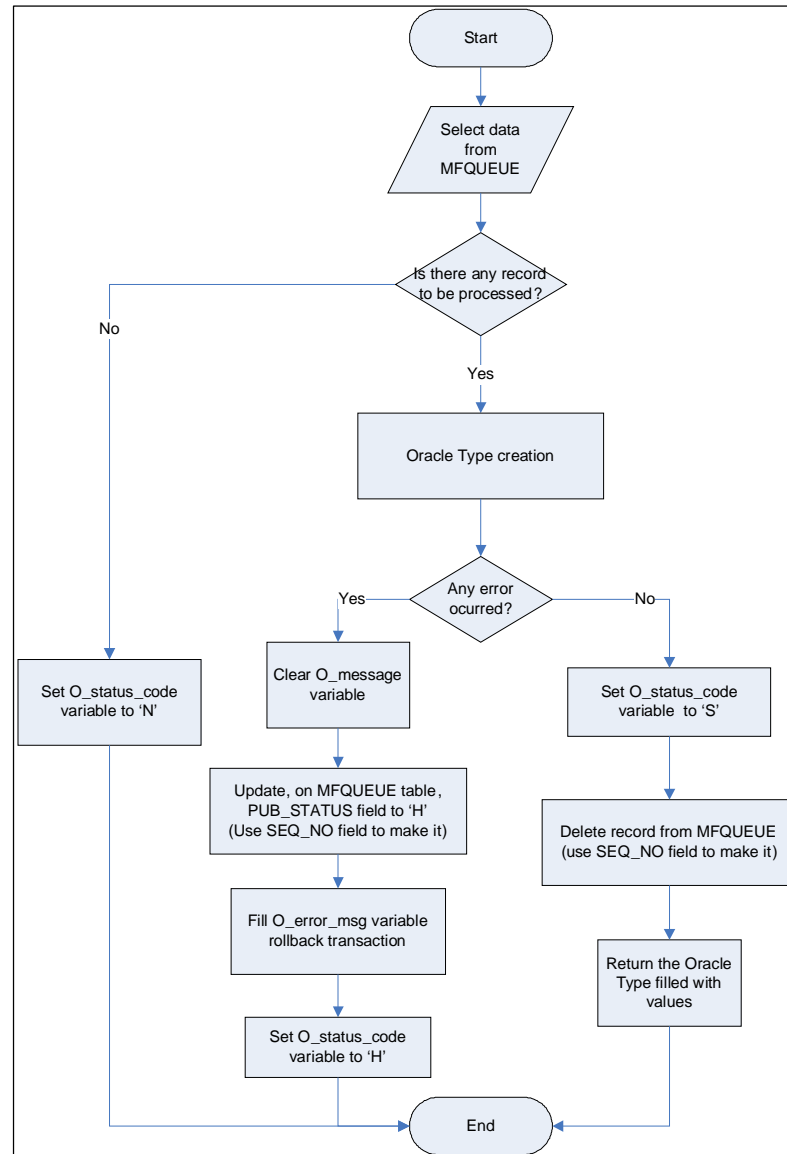 Start
Select data
from
MFQUEUE
Is there any record
to be processed?
No
Yes
Oracle Type creation
Any error
ocurred?
Yes
No
Set O_status_code
variable to ‘N’
Clear O_message
variable
Set O_status_code
variable to ‘S’
Update, on MFQUEUE table,
PUB_STATUS field to ‘H’
(Use SEQ_NO field to make it)
Delete record from MFQUEUE
(use SEQ_NO field to make it)
Fill O_error_msg variable
rollback transaction
Return the Oracle
Type filled with
values
Set O_status_code
variable to ‘H’
End